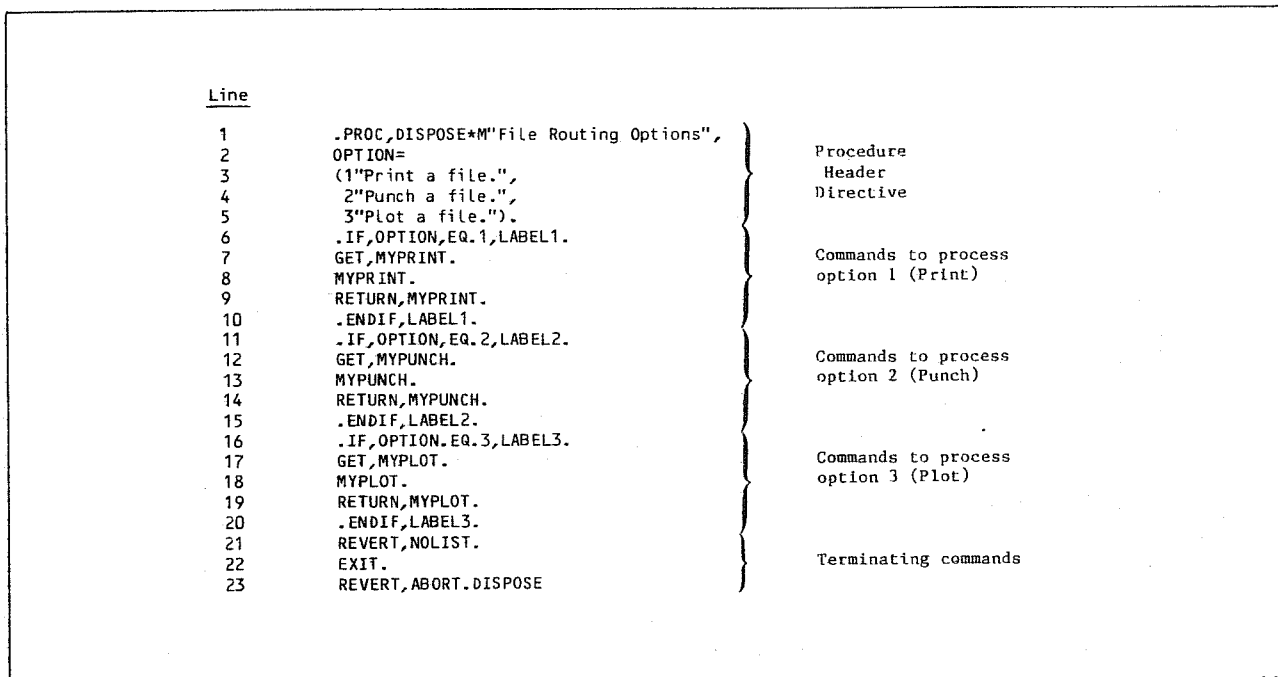 Line
1 .PROC,DISPOSE*M"File Routing Options",
2 OPTION= Procedure
3 (1"Print a file.", Header
4 2"Punch a file.", Directive
5 3"Plot a file.").
6 .IF,OPTION,EQ.1,LABEL1.
7 GET,MYPRINT. Commands to process
8 MYPRINT. option 1 (Print)
9 RETURN,MYPRINT.
10 .ENDIF,LABEL1.
11 .IF,OPTION,EQ.2,LABEL2.
12 GET,MYPUNCH. Commands to process
13 MYPUNCH. option 2 (Punch)
14 RETURN,MYPUNCH.
15 .ENDIF,LABEL2.
16 .IF,OPTION.EQ.3,LABEL3.
17 GET,MYPLOT. Commands to process
18 MYPLOT. option 3 (Plot)
19 RETURN,MYPLOT.
20 .ENDIF,LABEL3.
21 REVERT,NOLIST.
22 EXIT. Terminating commands
23 REVERT,ABORT.DISPOSE